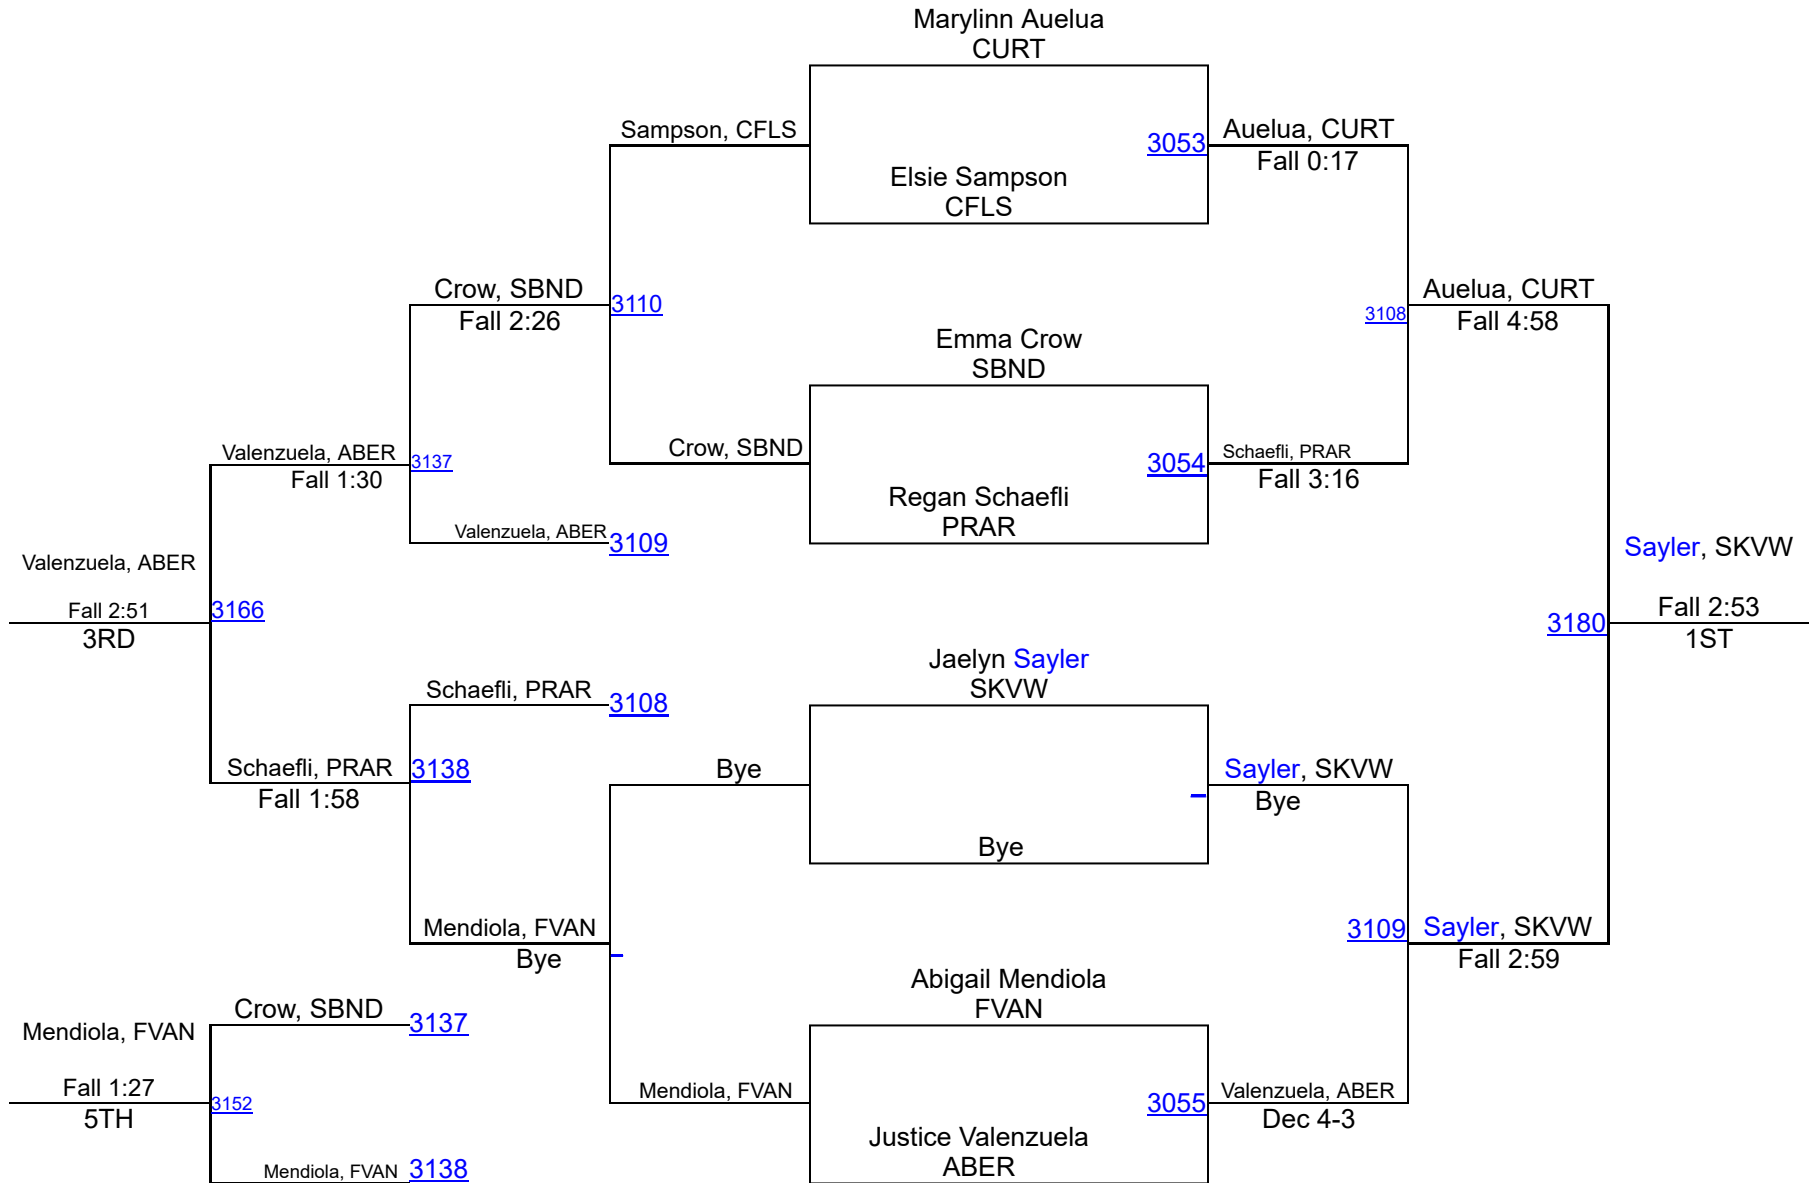 Marylinn Auelua
CURT
Sampson, CFLS
3053
Auelua, CURT
Fall 0:17
Elsie Sampson
CFLS
Crow, SBND
Fall 2:26
3110
Auelua, CURT
3108
Fall 4:58
Emma Crow
SBND
Valenzuela, ABER
3137
Fall 1:30
Crow, SBND
3054
Schaefli, PRAR
Fall 3:16
Regan Schaefli
PRAR
Valenzuela, ABER
3109
Valenzuela, ABER
Fall 2:51
3RD
3166
Sayler, SKVW
3180
Fall 2:53
1ST
Jaelyn Sayler
SKVW
Schaefli, PRAR
3108
Schaefli, PRAR
3138
Fall 1:58
Bye
Sayler, SKVW
Bye
Bye
Mendiola, FVAN
Bye
3109
Sayler, SKVW
Fall 2:59
Abigail Mendiola
FVAN
Crow, SBND
3137
Mendiola, FVAN
Fall 1:27
5TH
3152
Mendiola, FVAN
3055
Valenzuela, ABER
Dec 4-3
Justice Valenzuela
ABER
Mendiola, FVAN
3138